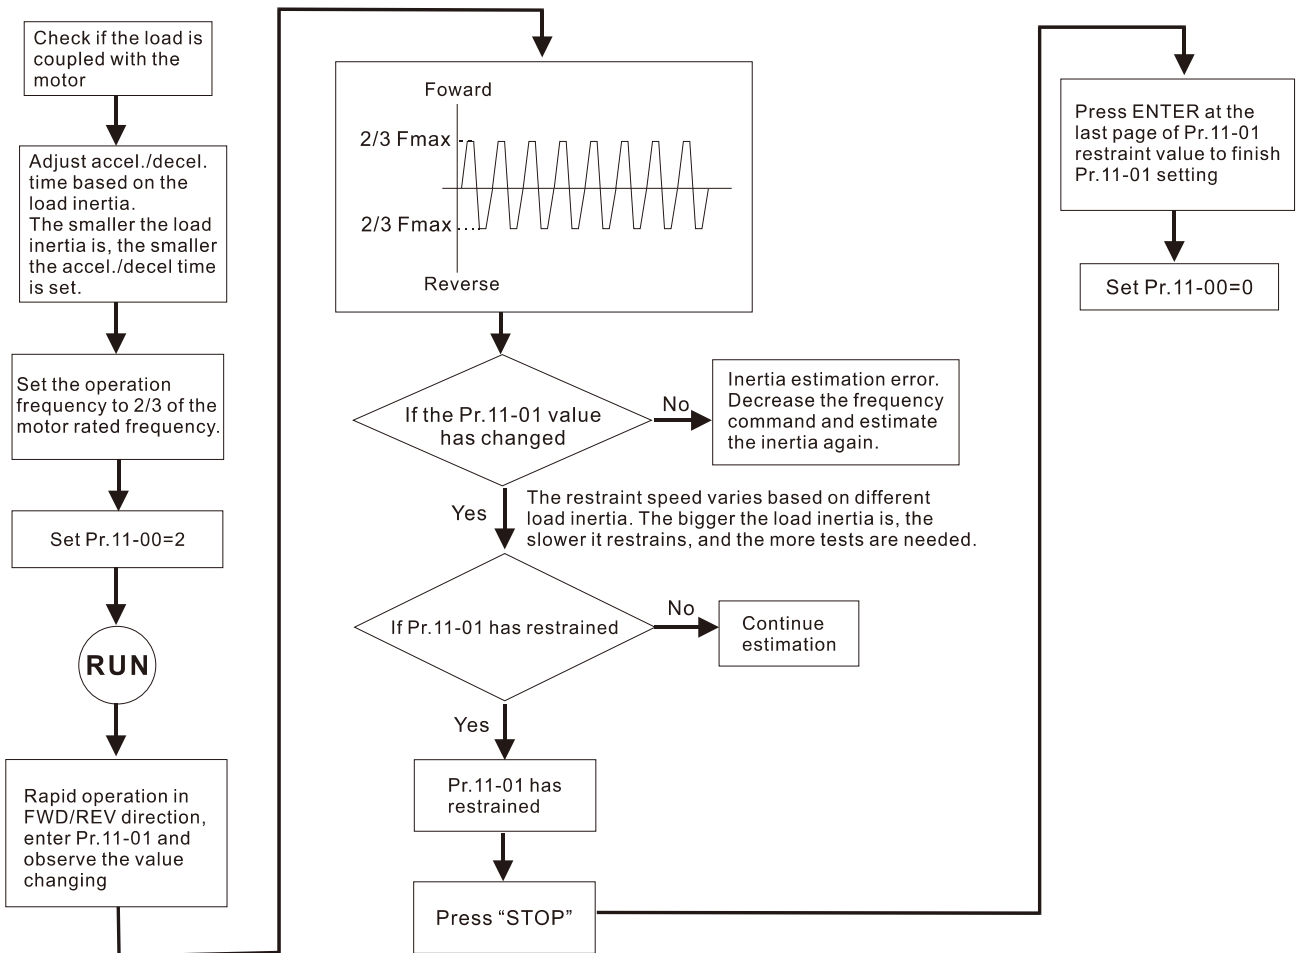 Check if the load is
coupled with the
motor
Adjust accel./decel.
time based on the
load inertia.
The smaller the load
inertia is, the smaller
the accel./decel time
is set.
Set the operation
frequency to 2/3 of the
motor rated frequency.
Set Pr.11-00=2
RUN
Rapid operation in
FWD/REV direction,
enter Pr.11-01 and
observe the value
changing
Foward
2/3 Fmax
2/3 Fmax
Reverse
If the Pr.11-01 value
has changed
No
Inertia estimation error.
Decrease the frequency
command and estimate
the inertia again.
Yes
The restraint speed varies based on different
load inertia. The bigger the load inertia is, the
slower it restrains, and the more tests are needed.
If Pr.11-01 has restrained
No
Continue
estimation
Yes
Pr.11-01 has
restrained
Press “STOP”
Press ENTER at the
last page of Pr.11-01
restraint value to finish
Pr.11-01 setting
Set Pr.11-00=0